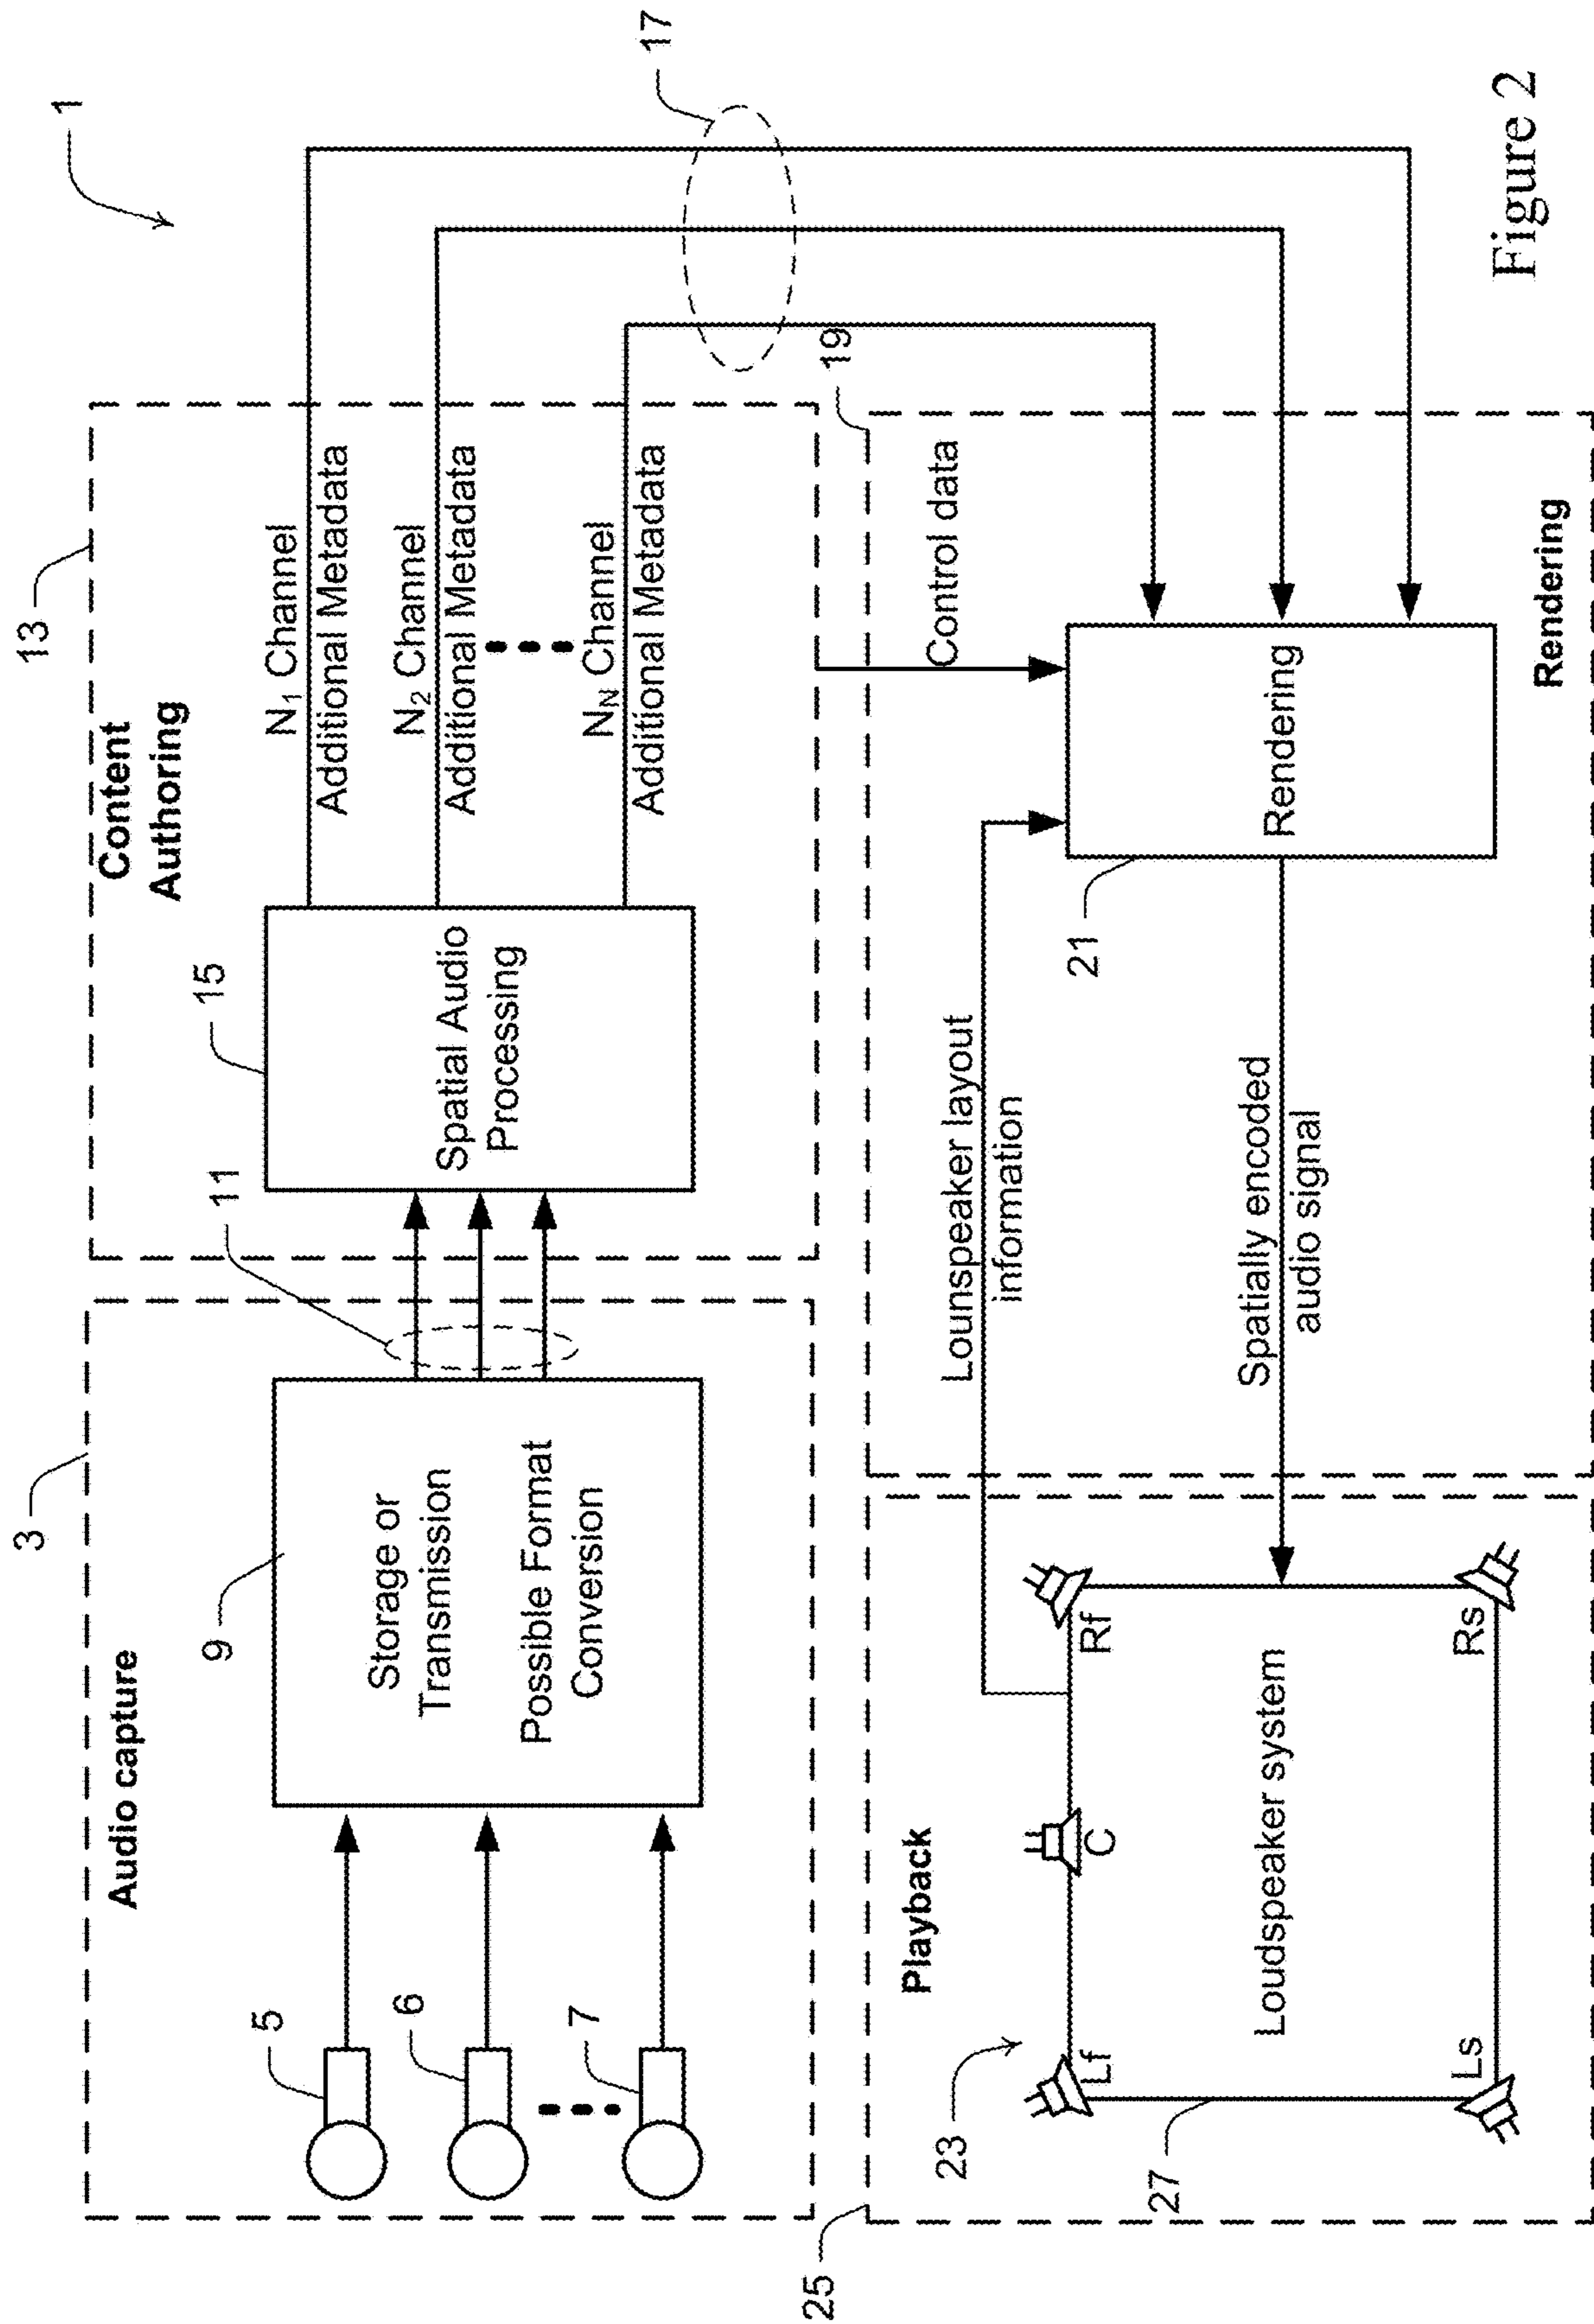 1
3
13
Audio capture
Content
Authoring
5
6
7
9
Storage or
Transmission
Possible Format
Conversion
11
15
Spatial Audio
Processing
N₁ Channel
Additional Metadata
N₂ Channel
Additional Metadata
Nₙ Channel
Additional Metadata
17
25
Playback
23
27
Lf
C
Rf
Loudspeaker system
Ls
Rs
19
Control data
Lounspeaker layout
information
21
Rendering
Spatially encoded
audio signal
Rendering
Figure 2